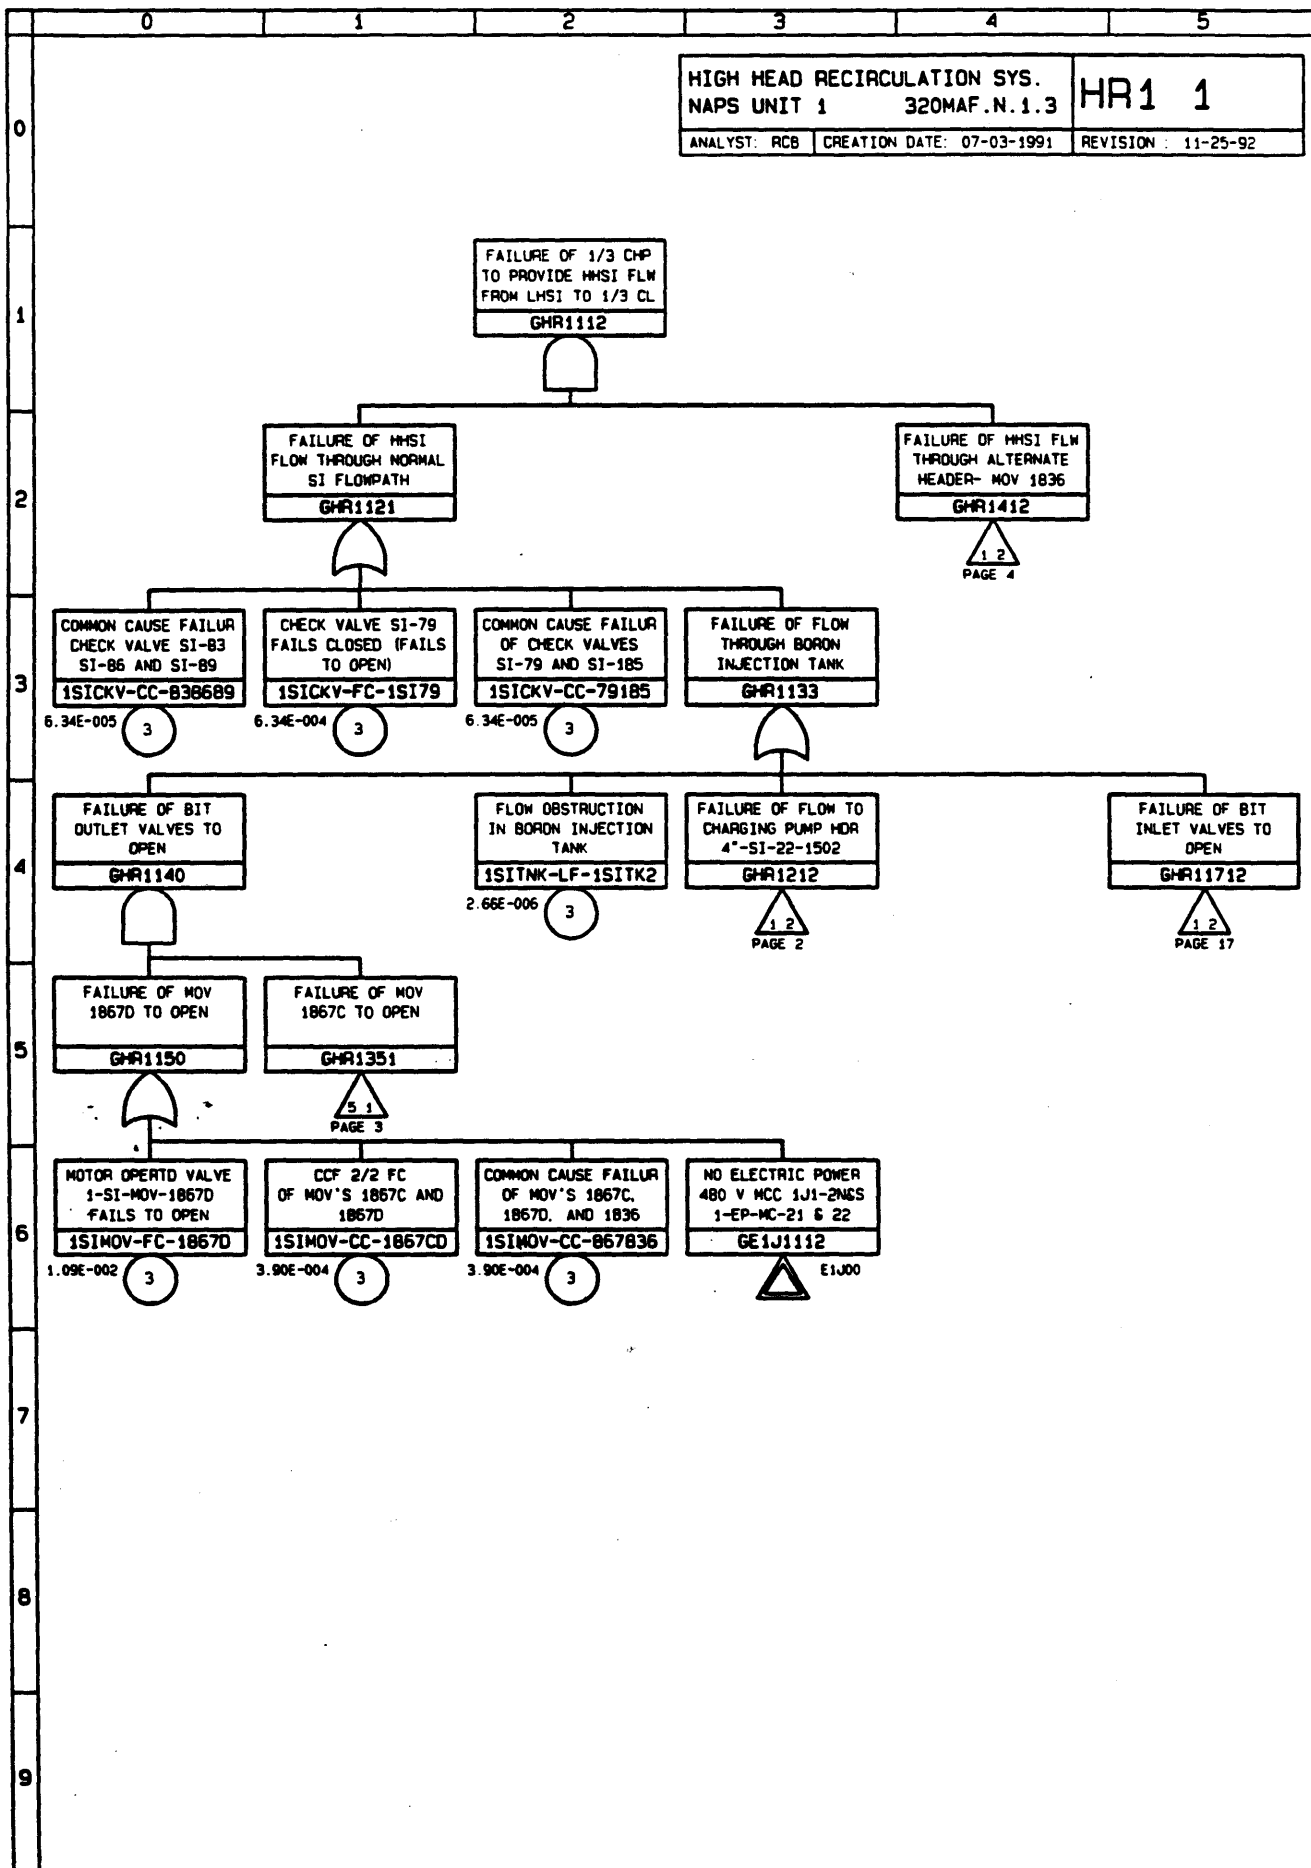 0 1 2 3 4 5
HIGH HEAD RECIRCULATION SYS.
NAPS UNIT 1 320MAF.N.1.3
HR1 1
ANALYST: RCB CREATION DATE: 07-03-1991 REVISION : 11-25-92
0
FAILURE OF 1/3 CHP
TO PROVIDE HHSI FLW
FROM LHSI TO 1/3 CL
GHR1112
1
FAILURE OF HHSI
FLOW THROUGH NORMAL
SI FLOWPATH
GHR1121
FAILURE OF HHSI FLW
THROUGH ALTERNATE
HEADER- MOV 1836
GHR1412
1 2
PAGE 4
2
COMMON CAUSE FAILUR
CHECK VALVE SI-83
SI-86 AND SI-89
1SICKV-CC-838689
6.34E-005
3
CHECK VALVE SI-79
FAILS CLOSED (FAILS
TO OPEN)
1SICKV-FC-1SI79
6.34E-004
3
COMMON CAUSE FAILUR
OF CHECK VALVES
SI-79 AND SI-185
1SICKV-CC-79185
6.34E-005
3
FAILURE OF FLOW
THROUGH BORON
INJECTION TANK
GHR1133
3
FAILURE OF BIT
OUTLET VALVES TO
OPEN
GHR1140
FLOW OBSTRUCTION
IN BORON INJECTION
TANK
1SITNK-LF-1SITK2
2.66E-006
3
FAILURE OF FLOW TO
CHARGING PUMP HDR
4"-SI-22-1502
GHR1212
1 2
PAGE 2
FAILURE OF BIT
INLET VALVES TO
OPEN
GHR11712
1 2
PAGE 17
4
FAILURE OF MOV
1867D TO OPEN
GHR1150
FAILURE OF MOV
1867C TO OPEN
GHR1351
5 1
PAGE 3
5
MOTOR OPERTD VALVE
1-SI-MOV-1867D
FAILS TO OPEN
1SIMOV-FC-1867D
1.09E-002
3
CCF 2/2 FC
OF MOV'S 1867C AND
1867D
1SIMOV-CC-1867CD
3.90E-004
3
COMMON CAUSE FAILUR
OF MOV'S 1867C,
1867D, AND 1836
1SIMOV-CC-867836
3.90E-004
3
NO ELECTRIC POWER
480 V MCC 1J1-2N&S
1-EP-MC-21 & 22
GE1J1112
E1J00
6
7
8
9